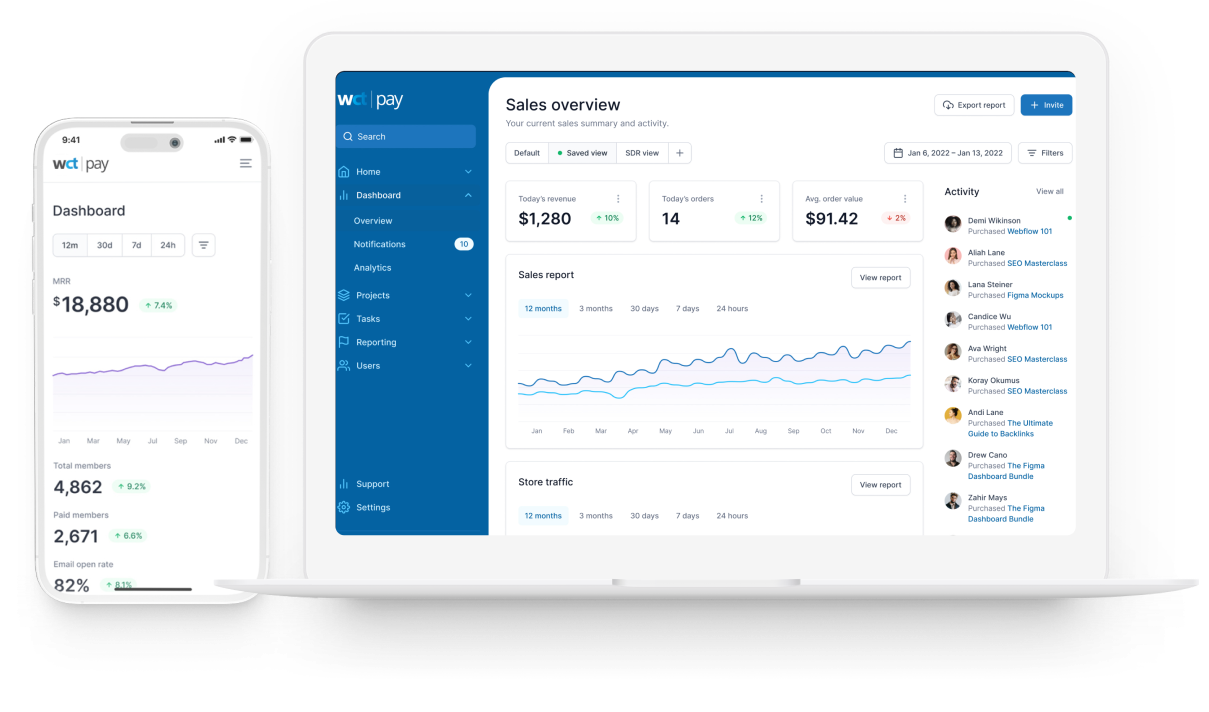 9:41
wct pay
Dashboard
12m 30d 7d 24h
MRR
$18,880 ↑ 7.4%
Jan Mar May Jul Sep Nov Dec
Total members
4,862 ↑ 9.2%
Paid members
2,671 ↑ 6.6%
Email open rate
82% ↑ 8.1%
wct pay
Search
Home
Dashboard
Overview
Notifications 10
Analytics
Projects
Tasks
Reporting
Users
Support
Settings
Sales overview
Your current sales summary and activity.
Export report + Invite
Default Saved view SDR view +
Jan 6, 2022 – Jan 13, 2022 Filters
Today's revenue
$1,280 ↑ 10%
Today's orders
14 ↑ 12%
Avg. order value
$91.42 ↓ 2%
Sales report
View report
12 months 3 months 30 days 7 days 24 hours
Jan Feb Mar Apr May Jun Jul Aug Sep Oct Nov Dec
Store traffic
View report
12 months 3 months 30 days 7 days 24 hours
Activity View all
Demi Wikinson
Purchased Webflow 101
Aliah Lane
Purchased SEO Masterclass
Lana Steiner
Purchased Figma Mockups
Candice Wu
Purchased Webflow 101
Ava Wright
Purchased SEO Masterclass
Koray Okumus
Purchased SEO Masterclass
Andi Lane
Purchased The Ultimate
Guide to Backlinks
Drew Cano
Purchased The Figma
Dashboard Bundle
Zahir Mays
Purchased The Figma
Dashboard Bundle